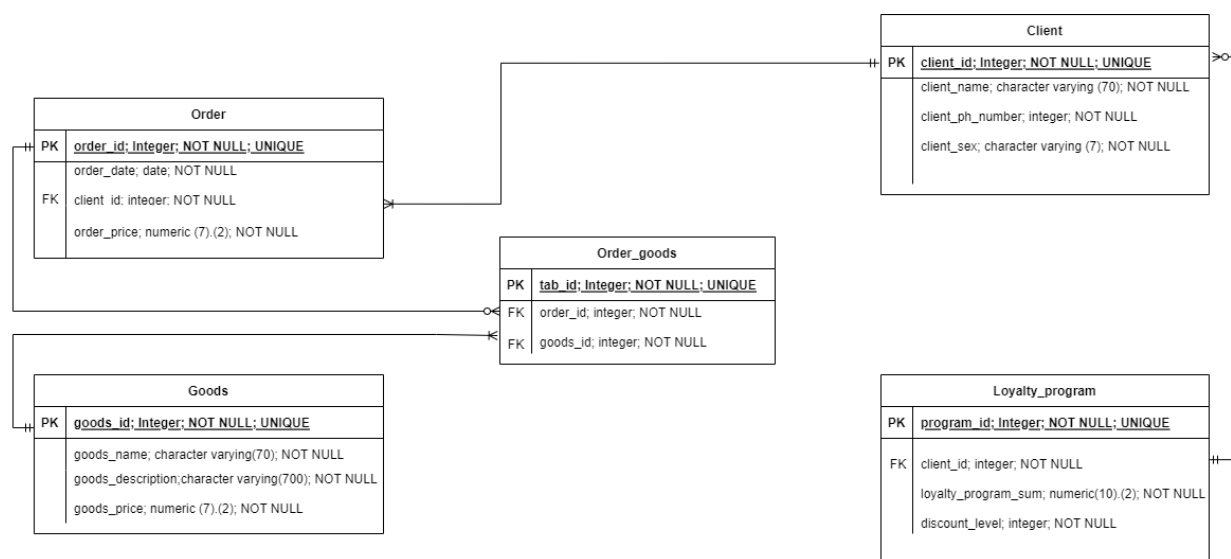 Client
PK client_id; Integer; NOT NULL; UNIQUE
client_name; character varying (70); NOT NULL
client_ph_number; integer; NOT NULL
client_sex; character varying (7); NOT NULL
Order
PK order_id; Integer; NOT NULL; UNIQUE
order_date; date; NOT NULL
FK client_id; integer; NOT NULL
order_price; numeric (7).(2); NOT NULL
Order_goods
PK tab_id; Integer; NOT NULL; UNIQUE
FK order_id; integer; NOT NULL
FK goods_id; integer; NOT NULL
Goods
PK goods_id; Integer; NOT NULL; UNIQUE
goods_name; character varying(70); NOT NULL
goods_description;character varying(700); NOT NULL
goods_price; numeric (7).(2); NOT NULL
Loyalty_program
PK program_id; Integer; NOT NULL; UNIQUE
FK client_id; integer; NOT NULL
loyalty_program_sum; numeric(10).(2); NOT NULL
discount_level; integer; NOT NULL